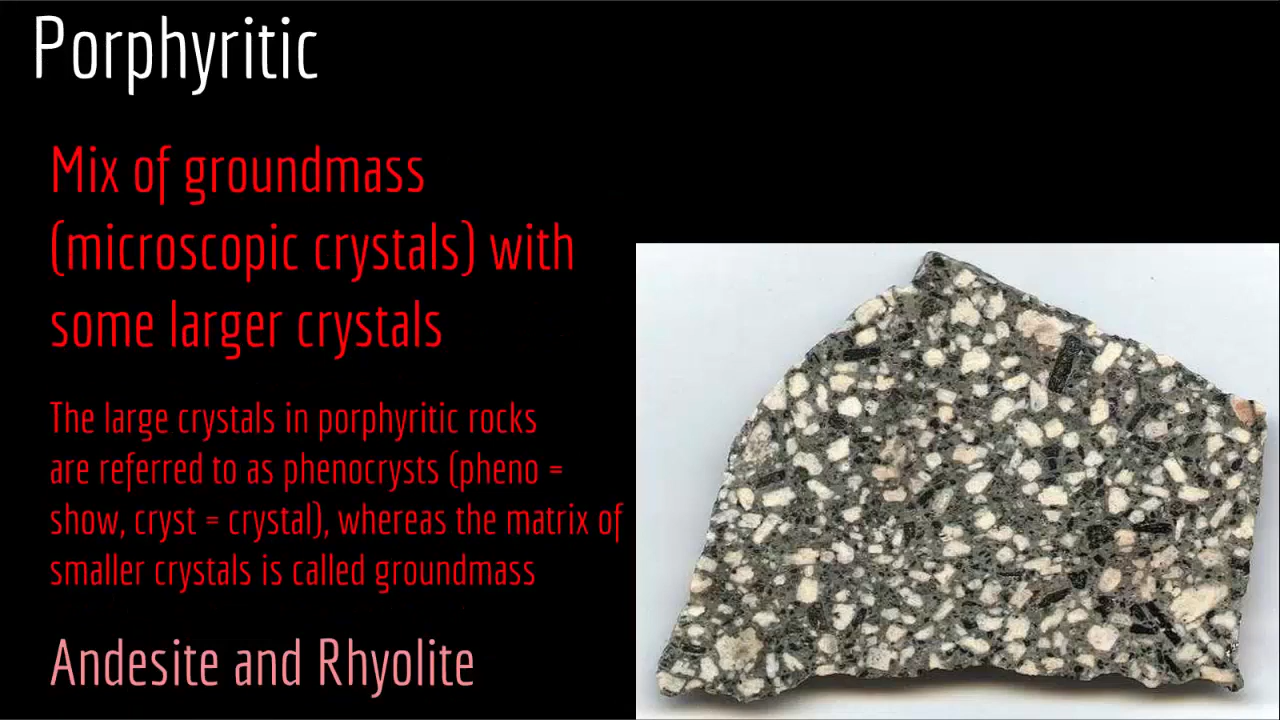 Porphyritic
Mix of groundmass
(microscopic crystals) with
some larger crystals
The large crystals in porphyritic rocks
are referred to as phenocrysts (pheno =
show, cryst = crystal), whereas the matrix of
smaller crystals is called groundmass
Andesite and Rhyolite